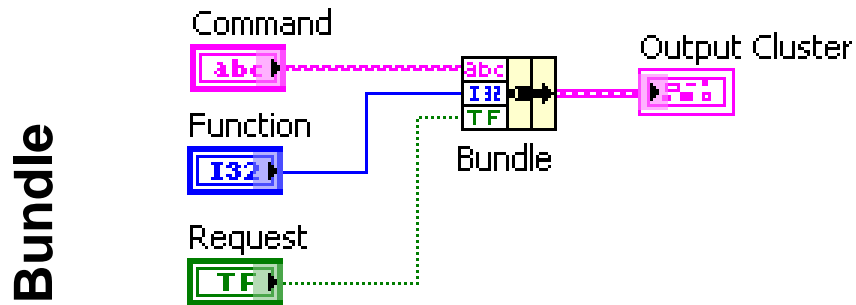 Bundle
Command
abc
Function
I32
Request
TF
abc
I32
TF
Bundle
Output Cluster